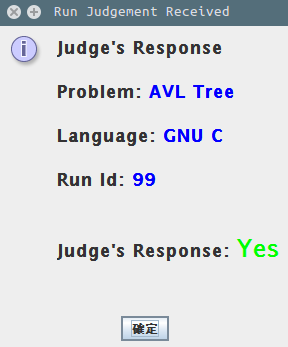 Run Judgement Received
Judge's Response
Problem: AVL Tree
Language: GNU C
Run Id: 99
Judge's Response: Yes
確定